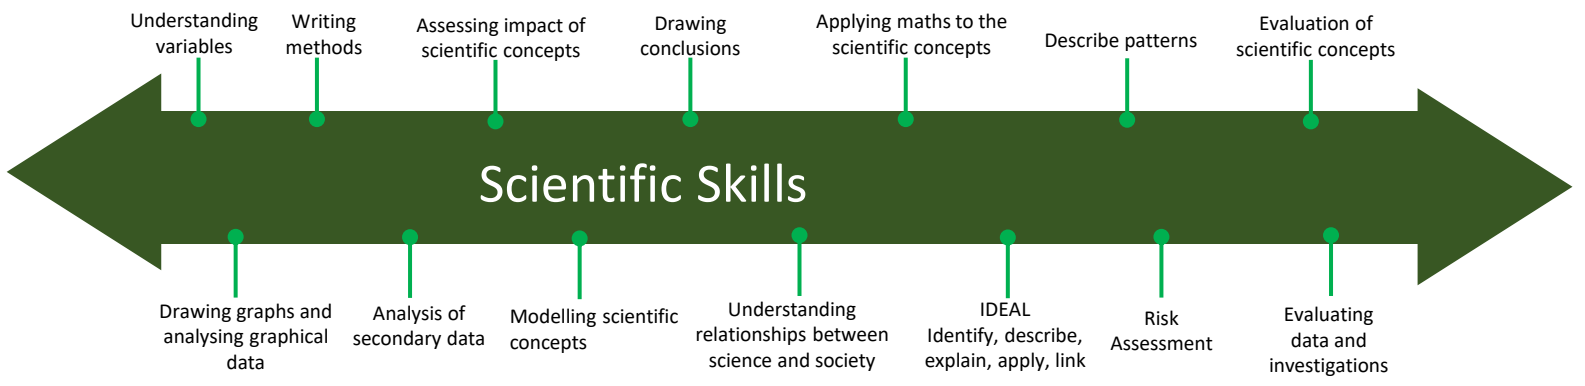 Understanding
variables
Writing
methods
Assessing impact of
scientific concepts
Drawing
conclusions
Applying maths to the
scientific concepts
Describe patterns
Evaluation of
scientific concepts
Scientific Skills
Drawing graphs and
analysing graphical
data
Analysis of
secondary data
Modelling scientific
concepts
Understanding
relationships between
science and society
IDEAL
Identify, describe,
explain, apply, link
Risk
Assessment
Evaluating
data and
investigations